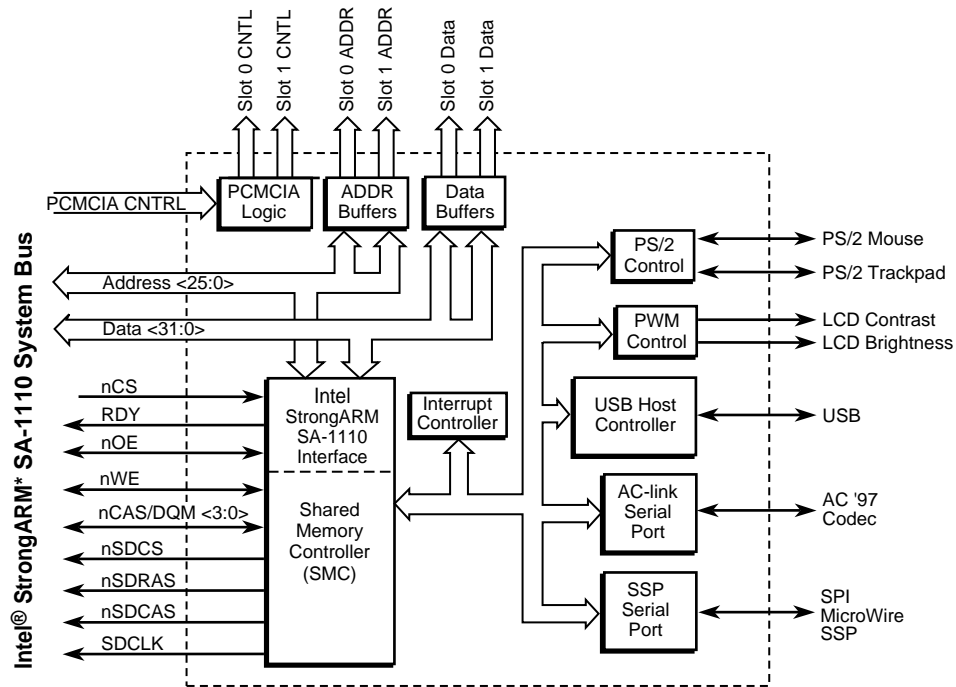 Slot 0 CNTL
Slot 1 CNTL
Slot 0 ADDR
Slot 1 ADDR
Slot 0 Data
Slot 1 Data
PCMCIA CNTRL
PCMCIA
Logic
ADDR
Buffers
Data
Buffers
Intel® StrongARM* SA-1110 System Bus
Address <25:0>
Data <31:0>
nCS
RDY
nOE
nWE
nCAS/DQM <3:0>
nSDCS
nSDRAS
nSDCAS
SDCLK
Intel
StrongARM
SA-1110
Interface
Shared
Memory
Controller
(SMC)
Interrupt
Controller
PS/2
Control
PS/2 Mouse
PS/2 Trackpad
PWM
Control
LCD Contrast
LCD Brightness
USB Host
Controller
USB
AC-link
Serial
Port
AC '97
Codec
SSP
Serial
Port
SPI
MicroWire
SSP